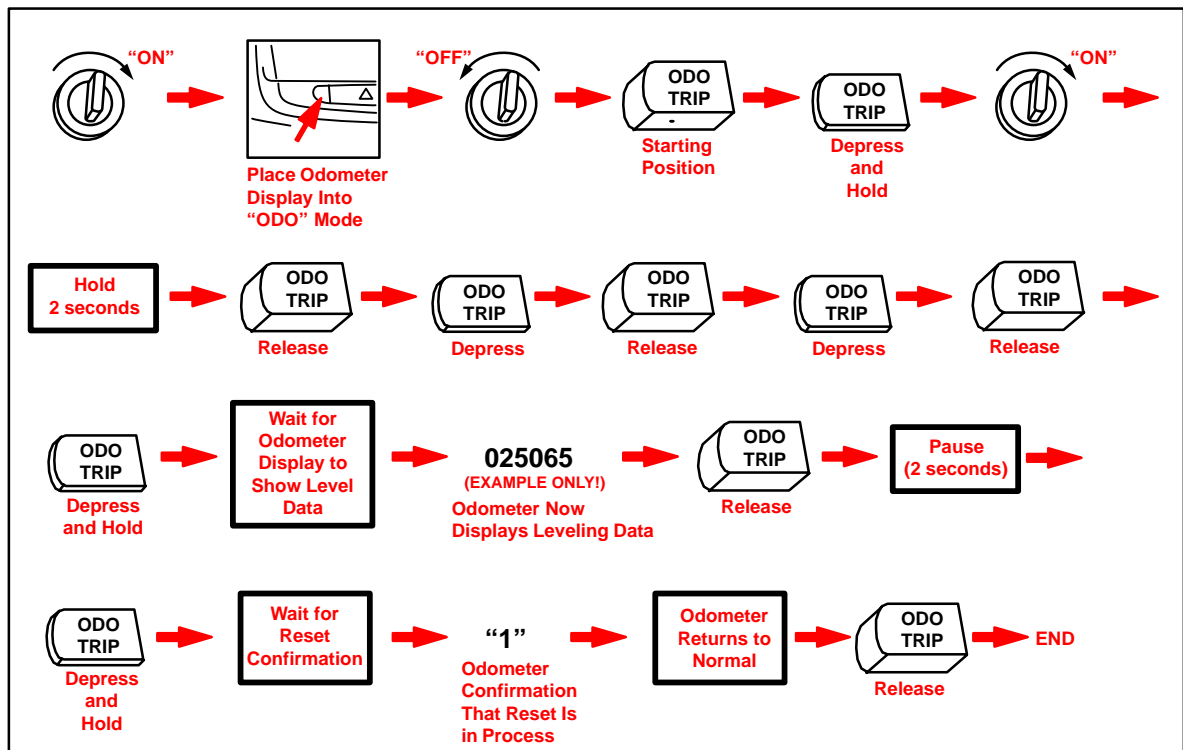 “ON”
Place Odometer
Display Into
“ODO” Mode
“OFF”
ODO
TRIP
Starting
Position
ODO
TRIP
Depress
and
Hold
“ON”
Hold
2 seconds
ODO
TRIP
Release
ODO
TRIP
Depress
ODO
TRIP
Release
ODO
TRIP
Depress
ODO
TRIP
Release
ODO
TRIP
Depress
and Hold
Wait for
Odometer
Display to
Show Level
Data
025065
(EXAMPLE ONLY!)
Odometer Now
Displays Leveling Data
ODO
TRIP
Release
Pause
(2 seconds)
ODO
TRIP
Depress
and
Hold
Wait for
Reset
Confirmation
“1”
Odometer
Confirmation
That Reset Is
in Process
Odometer
Returns to
Normal
ODO
TRIP
Release
END